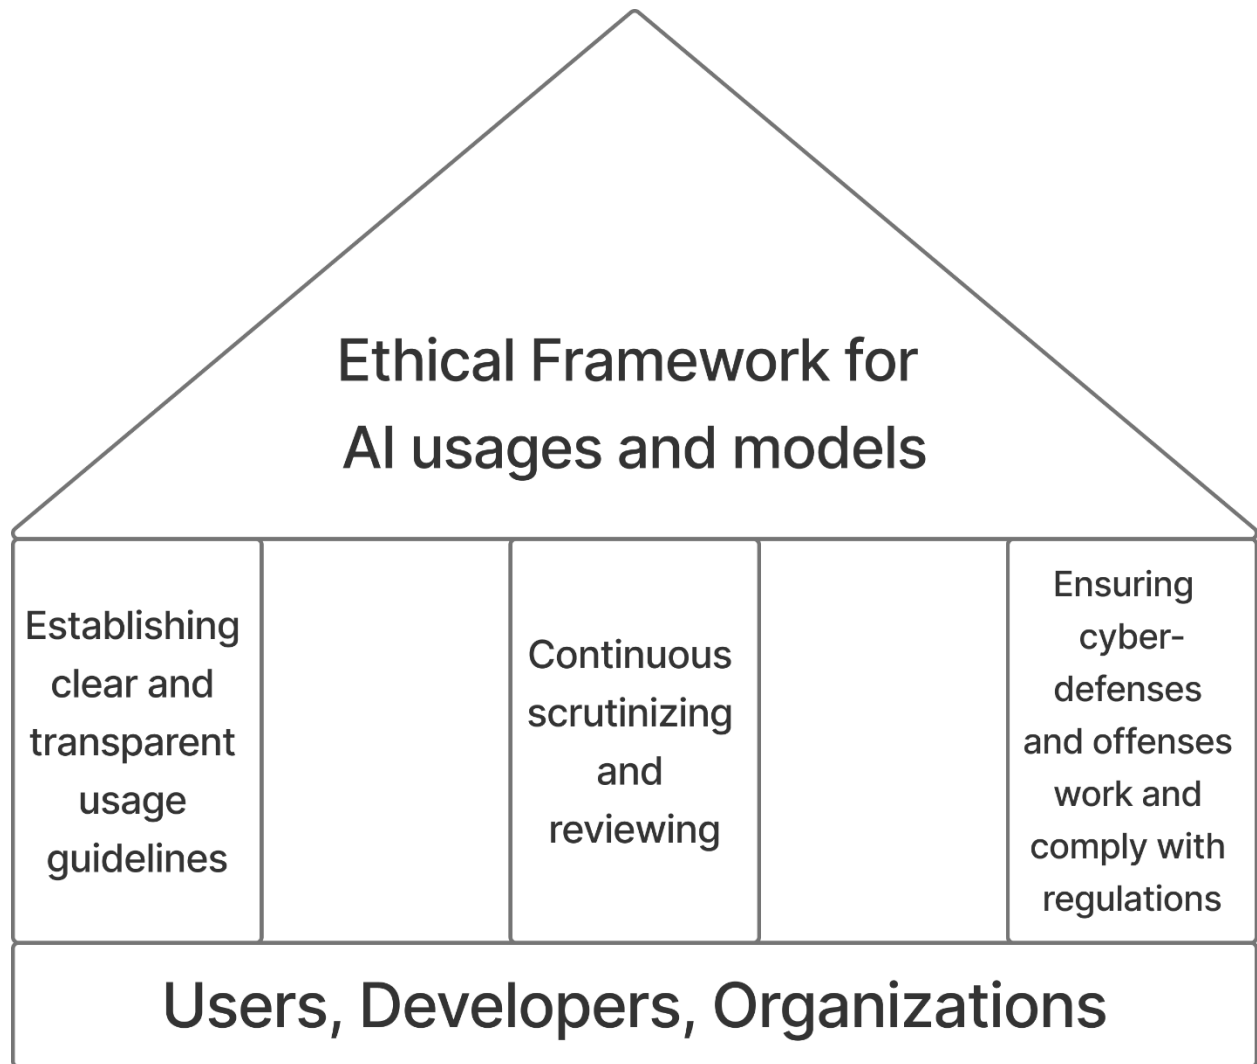 Ethical Framework for
AI usages and models
Establishing
clear and
transparent
usage
guidelines
Continuous
scrutinizing
and
reviewing
Ensuring
cyber-
defenses
and offenses
work and
comply with
regulations
Users, Developers, Organizations